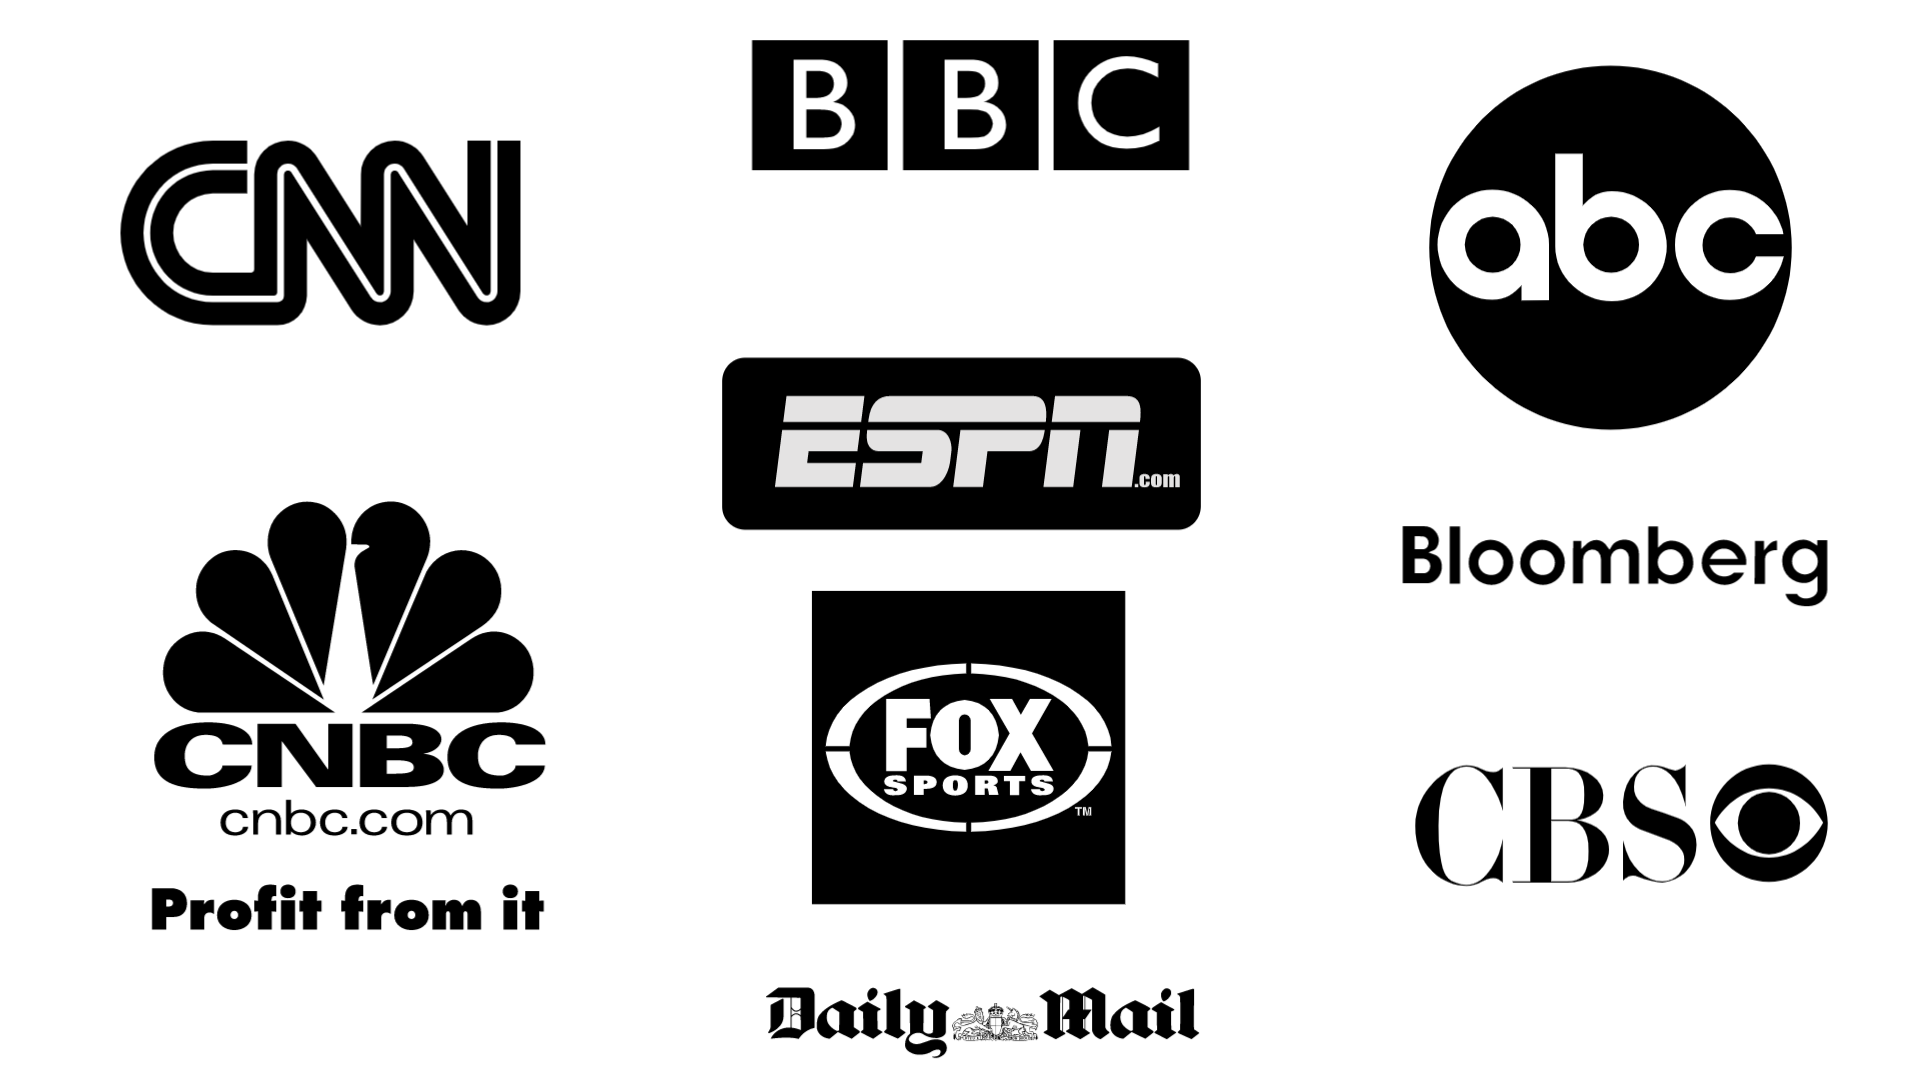 CNN
BBC
abc
ESPN.com
CNBC
cnbc.com
Profit from it
FOX
SPORTS
TM
Bloomberg
CBS
Daily Mail